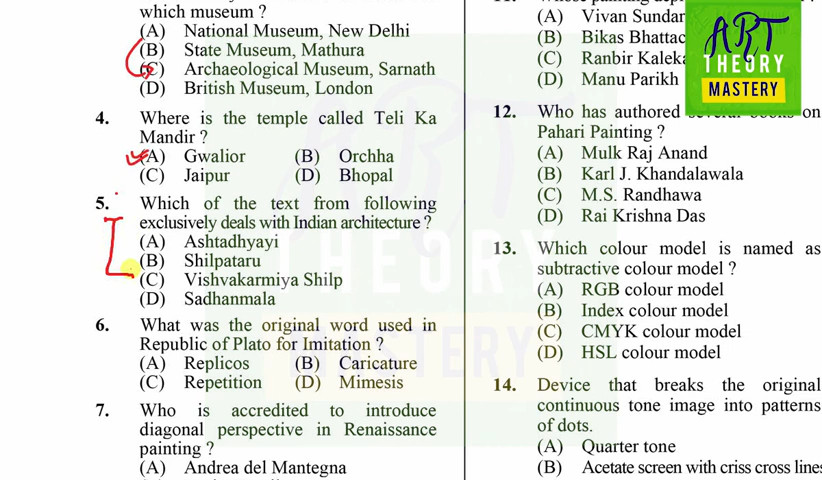 which museum ?
(A) National Museum, New Delhi
(B) State Museum, Mathura
(C) Archaeological Museum, Sarnath
(D) British Museum, London
4. Where is the temple called Teli Ka
Mandir ?
(A) Gwalior (B) Orchha
(C) Jaipur (D) Bhopal
5. Which of the text from following
exclusively deals with Indian architecture ?
(A) Ashtadhyayi
(B) Shilpataru
(C) Vishvakarmiya Shilp
(D) Sadhanmala
6. What was the original word used in
Republic of Plato for Imitation ?
(A) Replicos (B) Caricature
(C) Repetition (D) Mimesis
7. Who is accredited to introduce
diagonal perspective in Renaissance
painting ?
(A) Andrea del Mantegna
(A) Vivan Sundar
(B) Bikas Bhattac
(C) Ranbir Kaleka
(D) Manu Parikh
12. Who has authored several books on
Pahari Painting ?
(A) Mulk Raj Anand
(B) Karl J. Khandalawala
(C) M.S. Randhawa
(D) Rai Krishna Das
13. Which colour model is named as
subtractive colour model ?
(A) RGB colour model
(B) Index colour model
(C) CMYK colour model
(D) HSL colour model
14. Device that breaks the original
continuous tone image into patterns
of dots.
(A) Quarter tone
(B) Acetate screen with criss cross lines
ART
THEORY
MASTERY
ART
THEORY
MASTERY